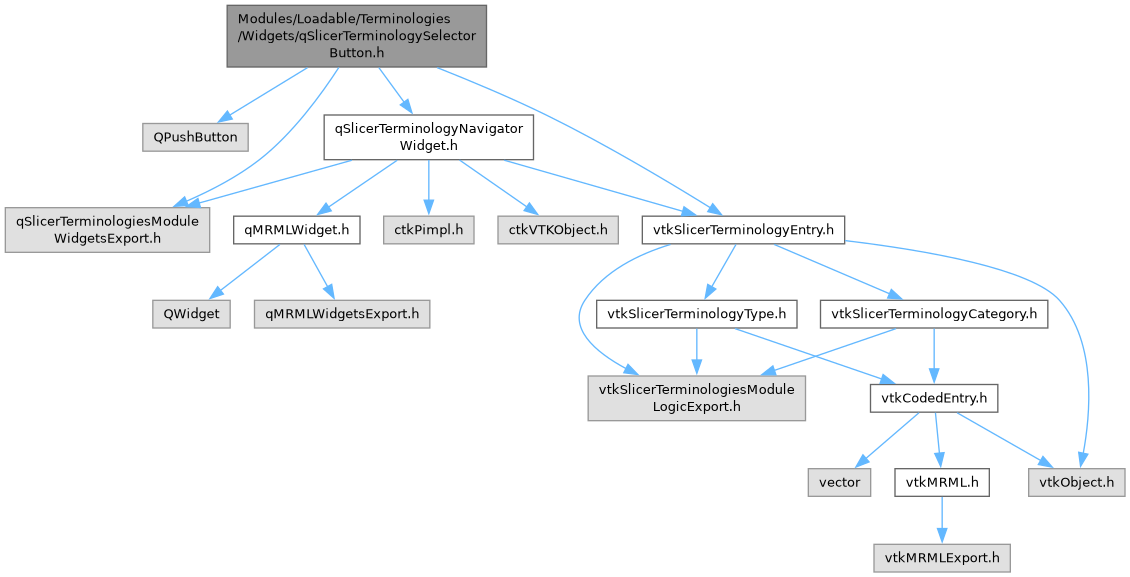 Modules/Loadable/Terminologies
/Widgets/qSlicerTerminologySelector
Button.h
QPushButton
qSlicerTerminologyNavigator
Widget.h
qSlicerTerminologiesModule
WidgetsExport.h
qMRMLWidget.h
ctkPimpl.h
ctkVTKObject.h
vtkSlicerTerminologyEntry.h
QWidget
qMRMLWidgetsExport.h
vtkSlicerTerminologyType.h
vtkSlicerTerminologyCategory.h
vtkSlicerTerminologiesModule
LogicExport.h
vtkCodedEntry.h
vector
vtkMRML.h
vtkObject.h
vtkMRMLExport.h